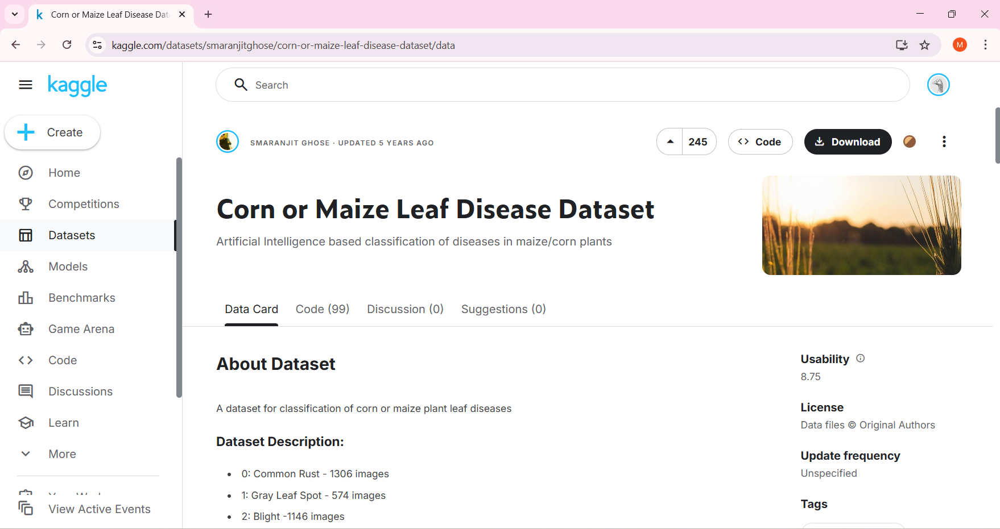 Corn or Maize Leaf Disease Dat
kaggle.com/datasets/smaranjitghose/corn-or-maize-leaf-disease-dataset/data
M
kaggle
Search
Create
SMARANJIT GHOSE · UPDATED 5 YEARS AGO
245
Code
Download
Home
Competitions
Datasets
Models
Benchmarks
Game Arena
Code
Discussions
Learn
More
View Active Events
Corn or Maize Leaf Disease Dataset
Artificial Intelligence based classification of diseases in maize/corn plants
Data Card Code (99) Discussion (0) Suggestions (0)
About Dataset
A dataset for classification of corn or maize plant leaf diseases
Dataset Description:
• 0: Common Rust - 1306 images
• 1: Gray Leaf Spot - 574 images
• 2: Blight -1146 images
Usability
8.75
License
Data files © Original Authors
Update frequency
Unspecified
Tags